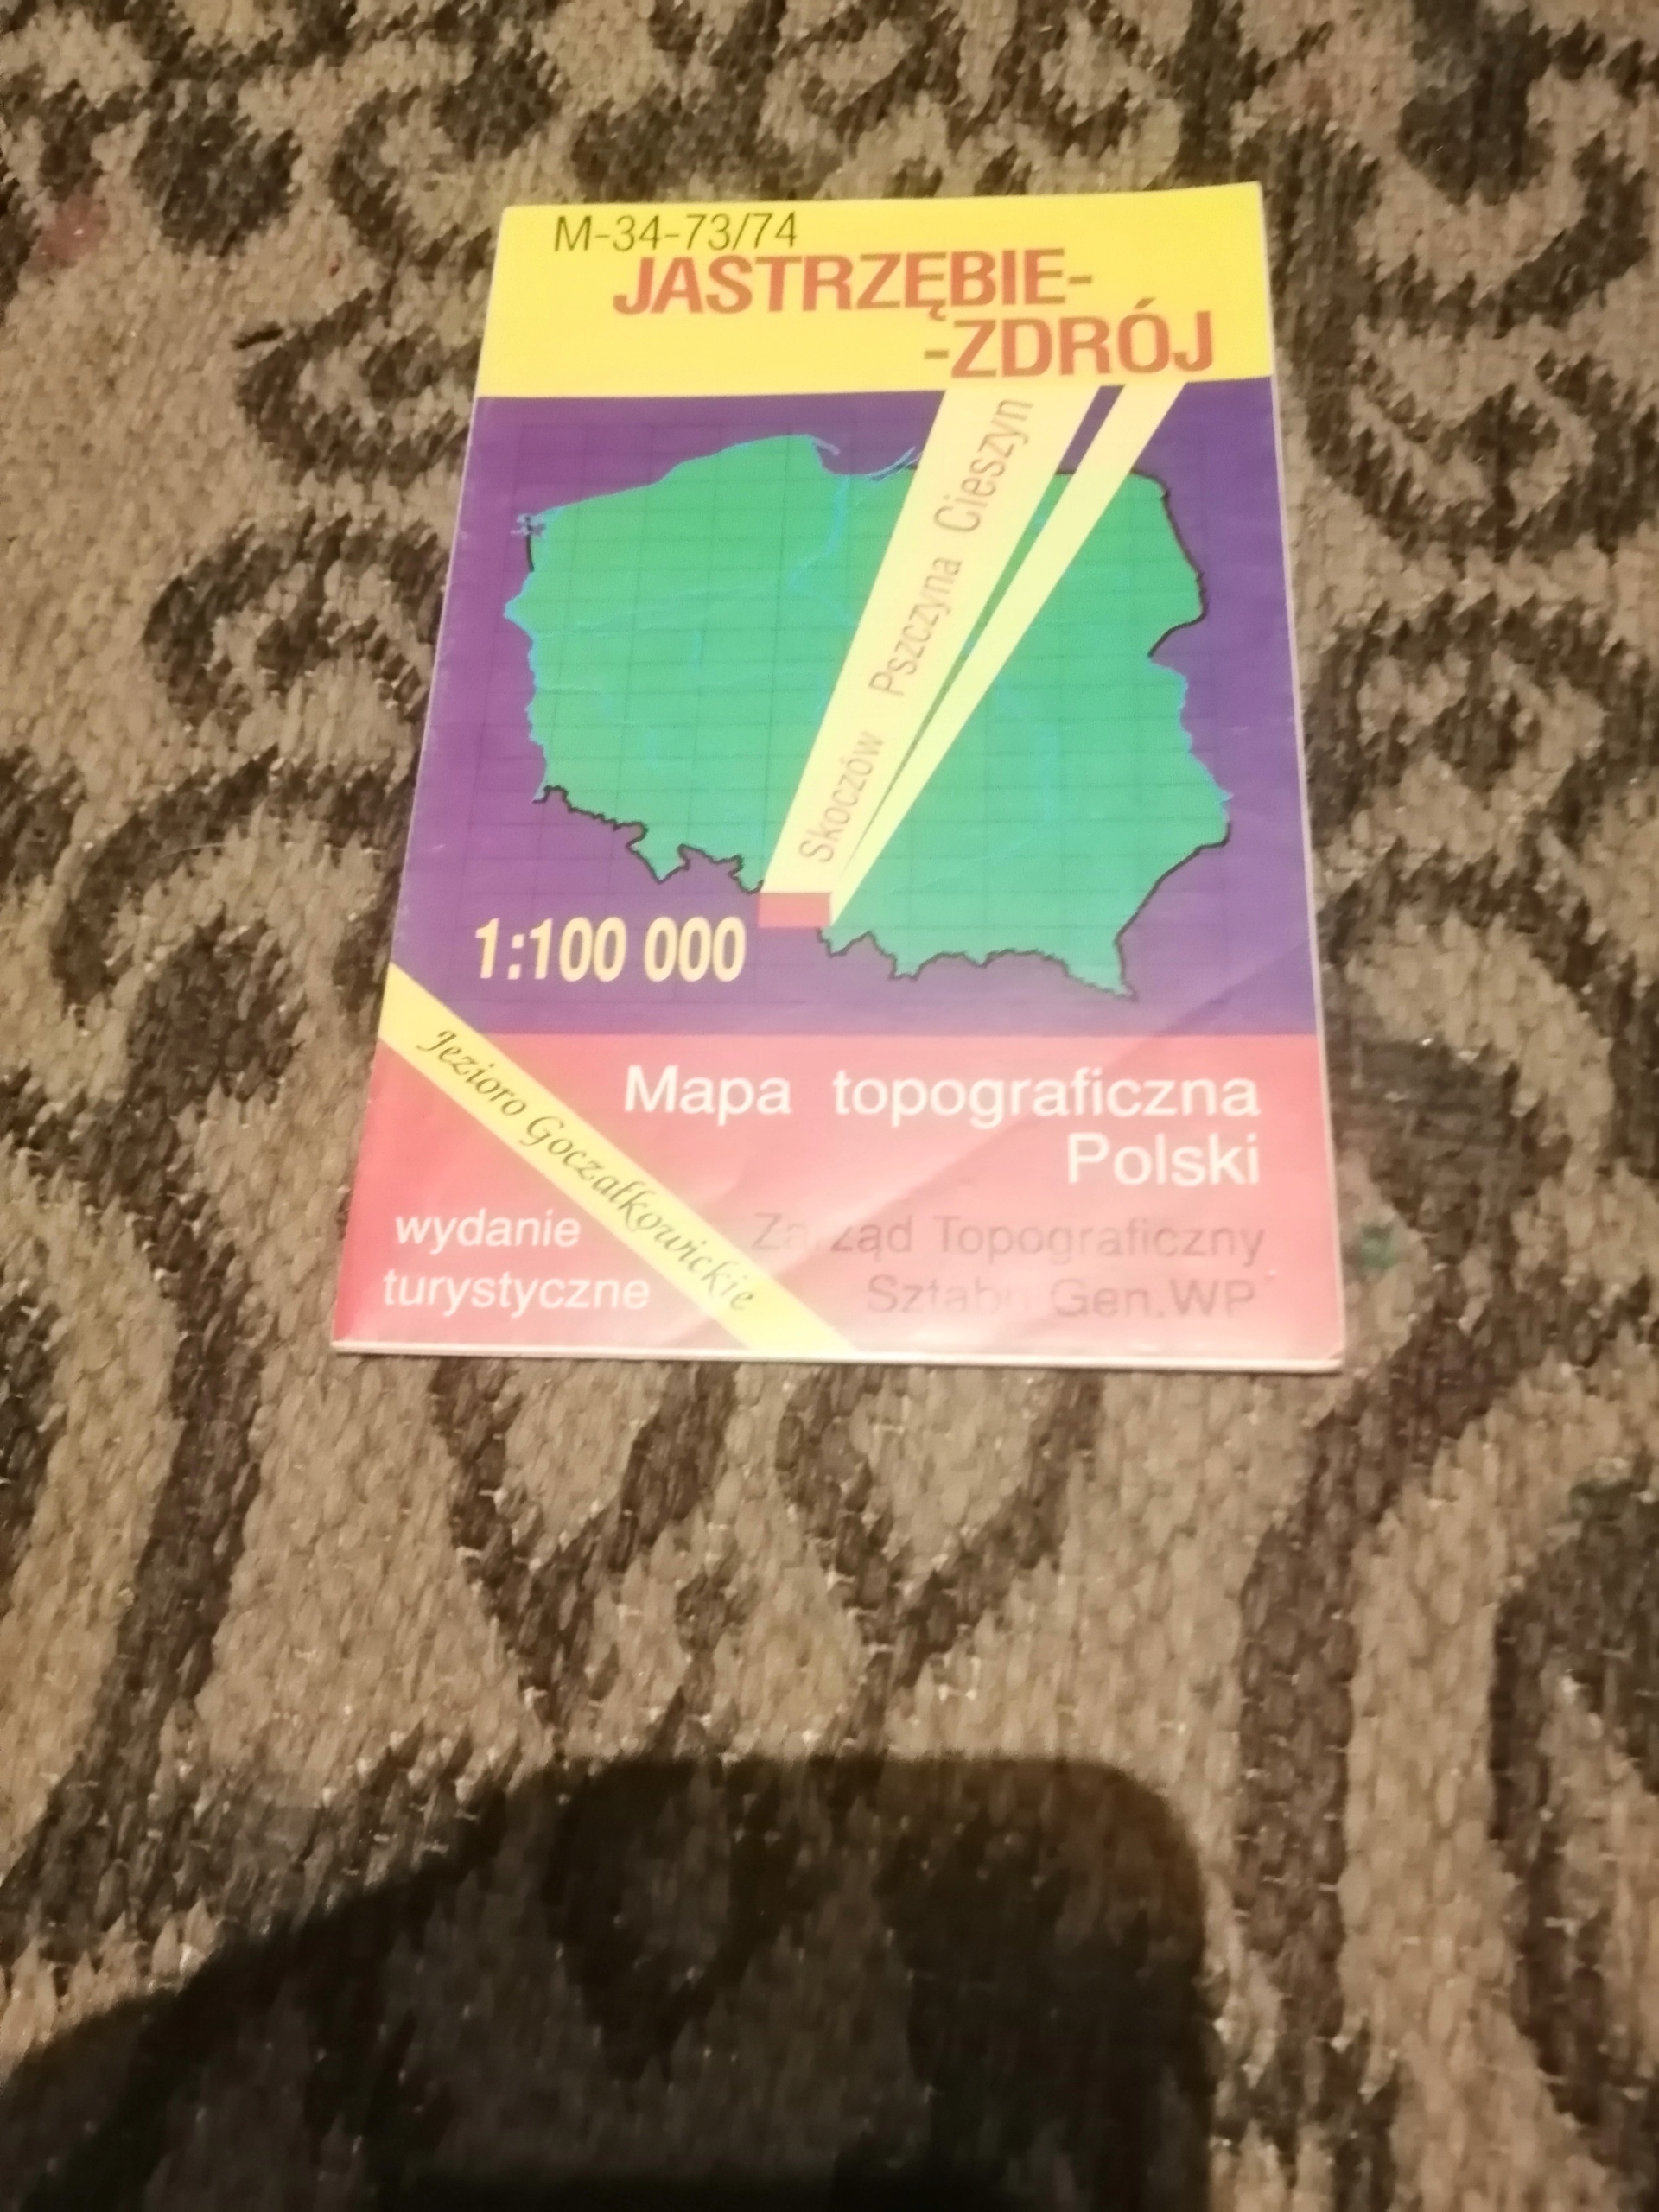 M-34-73/74
JASTRZĘBIE-
-ZDRÓJ
Skoczów Pszczyna Cieszyn
1:100 000
Jezioro Goczałkowickie
Mapa topograficzna
Polski
wydanie
turystyczne
Zarząd Topograficzny
Sztabu Gen.WP